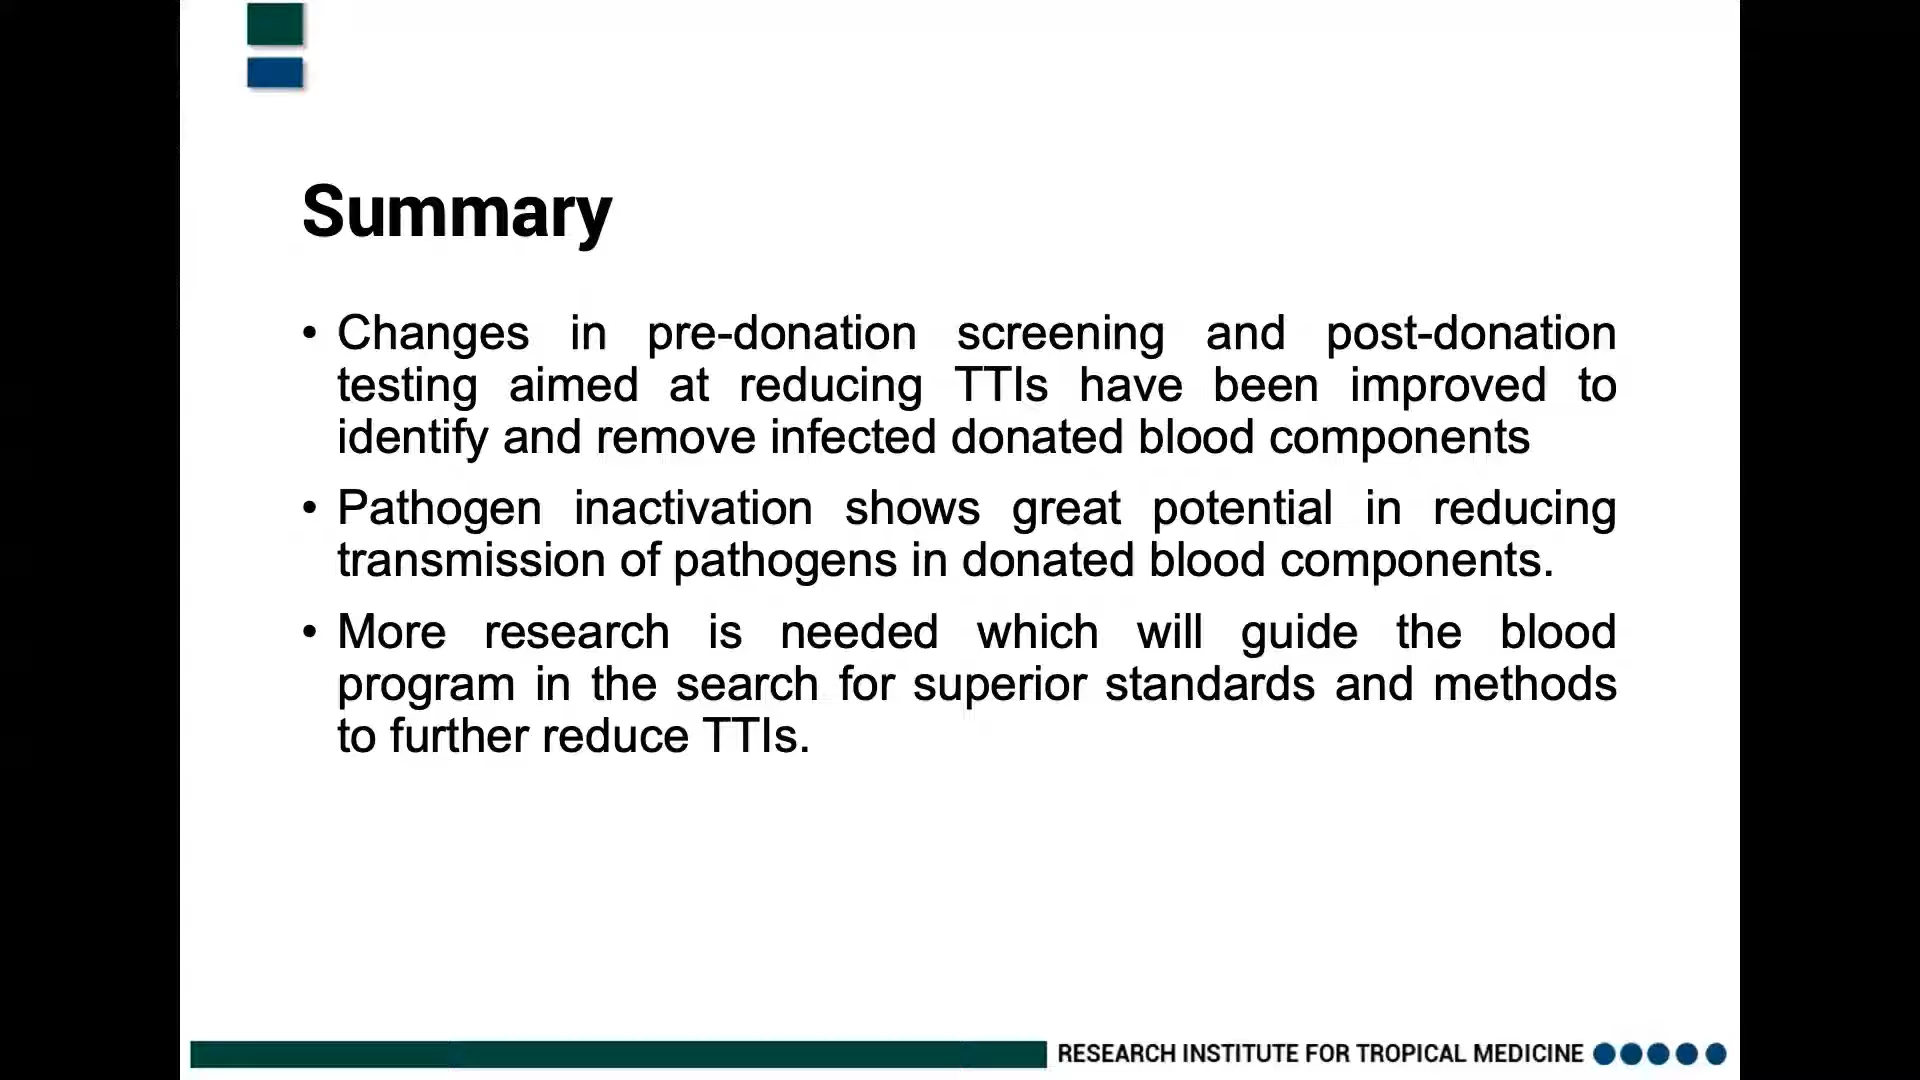 Summary
• Changes in pre-donation screening and post-donation
testing aimed at reducing TTIs have been improved to
identify and remove infected donated blood components
• Pathogen inactivation shows great potential in reducing
transmission of pathogens in donated blood components.
• More research is needed which will guide the blood
program in the search for superior standards and methods
to further reduce TTIs.
RESEARCH INSTITUTE FOR TROPICAL MEDICINE